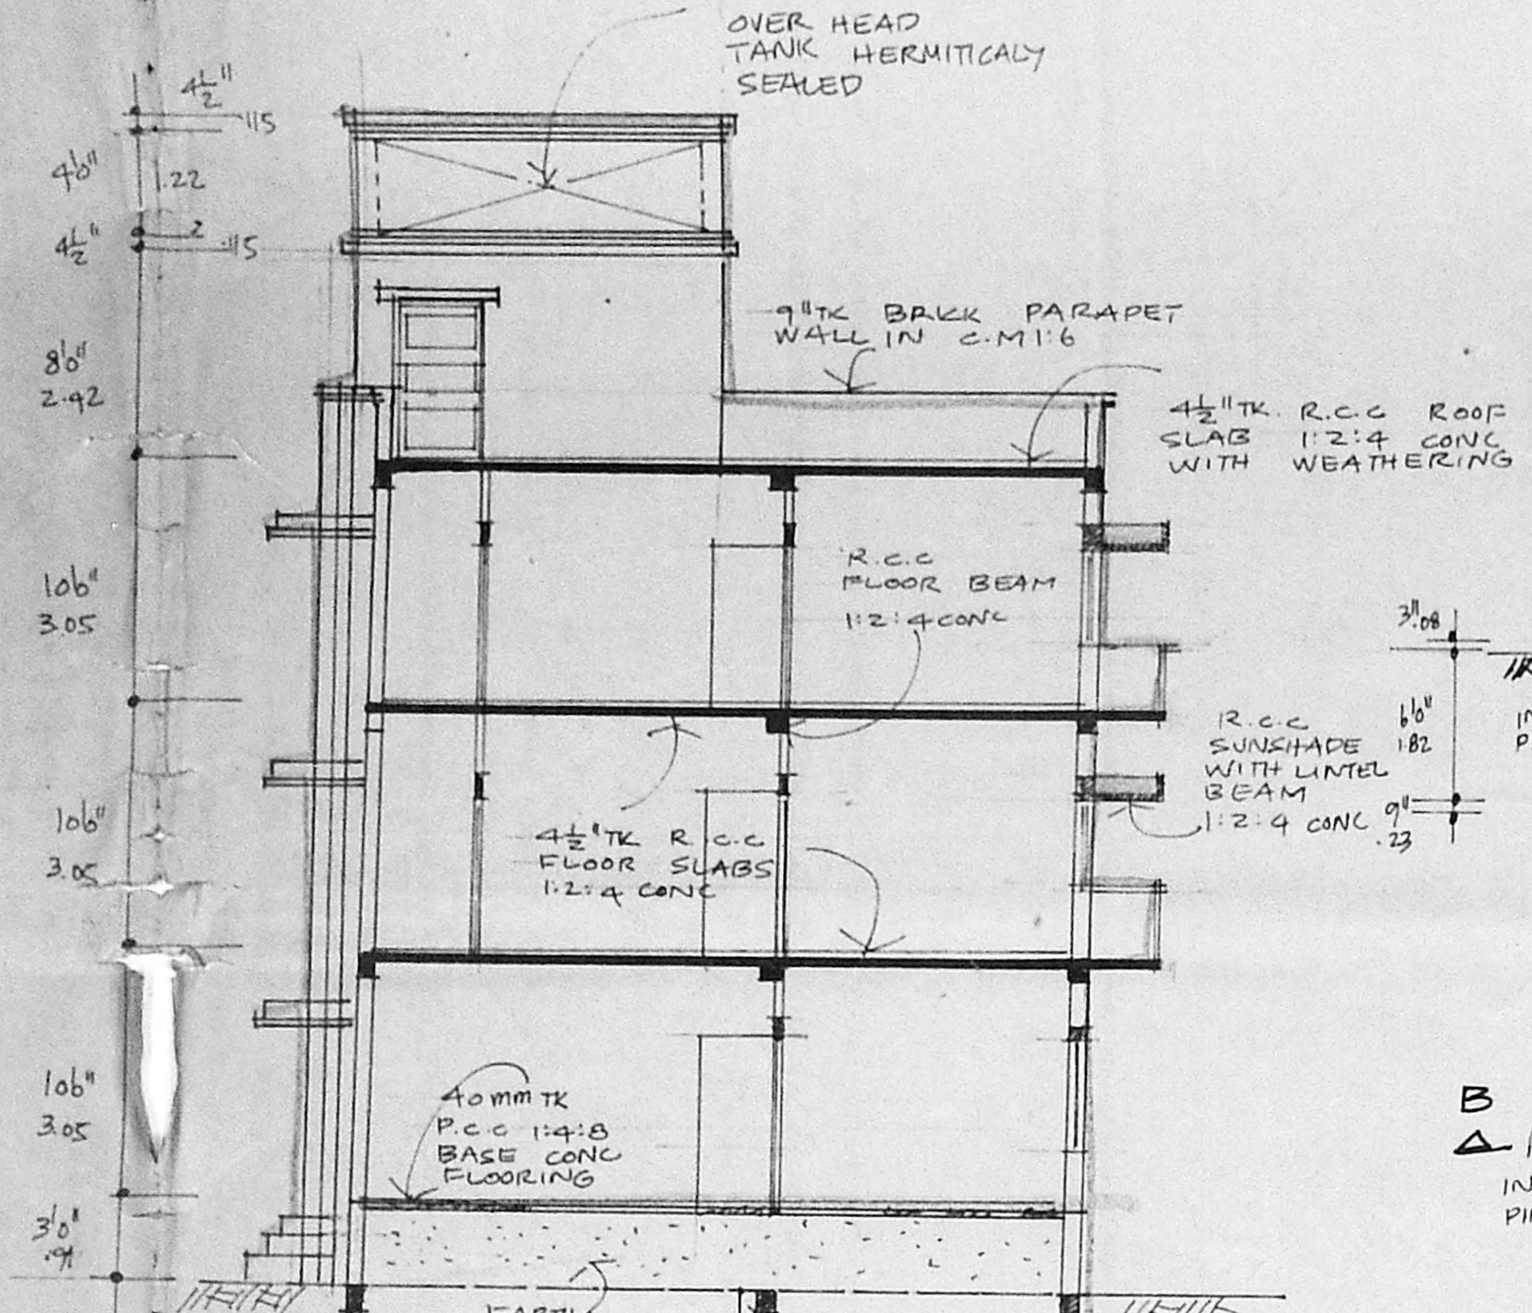 OVER HEAD
TANK HERMITICALY
SEALED
4½"
.115
4'0"
.22
4½"
2
.115
9"TK BRICK PARAPET
WALL IN C.M 1:6
8'0"
2.42
4½"TK. R.C.C ROOF
SLAB 1:2:4 CONC
WITH WEATHERING
R.C.C
FLOOR BEAM
1:2:4 CONC
10'6"
3.05
3"
.08
R.C.C
SUNSHADE
WITH LINTEL
BEAM
1:2:4 CONC
6'0"
1.82
9"
.23
4½"TK R.C.C
FLOOR SLABS
1:2:4 CONC
10'6"
3.05
40mm TK
P.C.C 1:4:8
BASE CONC
FLOORING
10'6"
3.05
B
3'0"
.91
EARTH